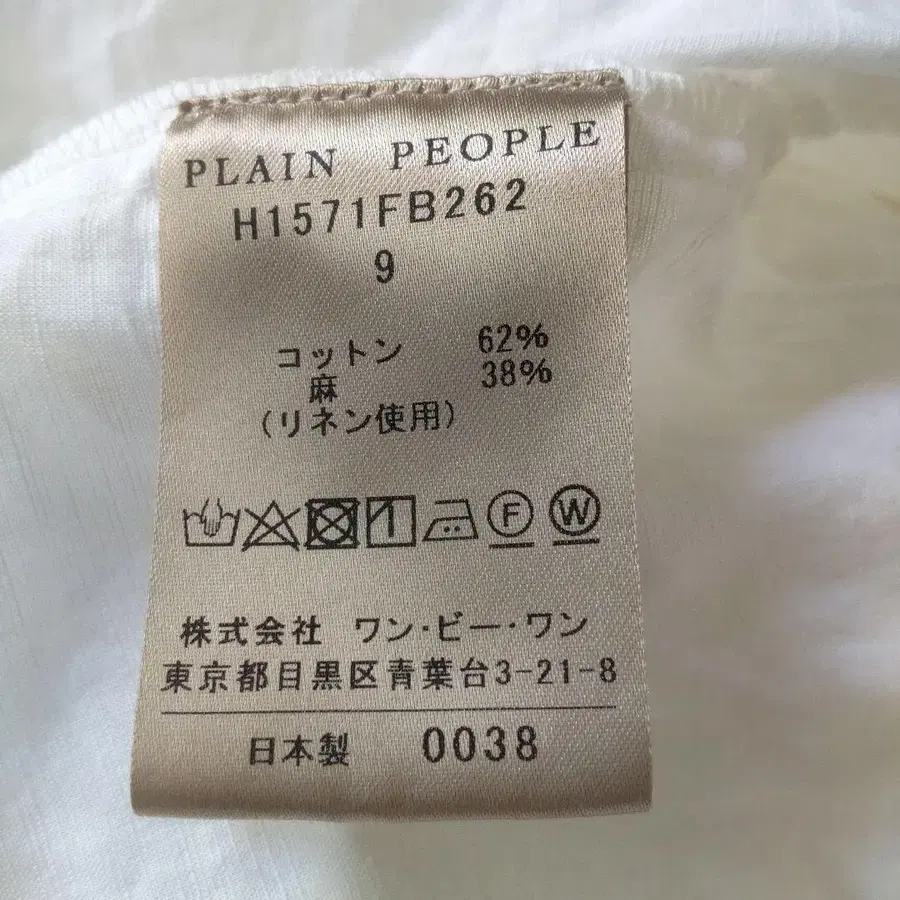 PLAIN PEOPLE
H1571FB262
9
コットン 62%
麻 38%
(リネン使用)
F W
株式会社 ワン・ビー・ワン
東京都目黒区青葉台3-21-8
日本製 0038